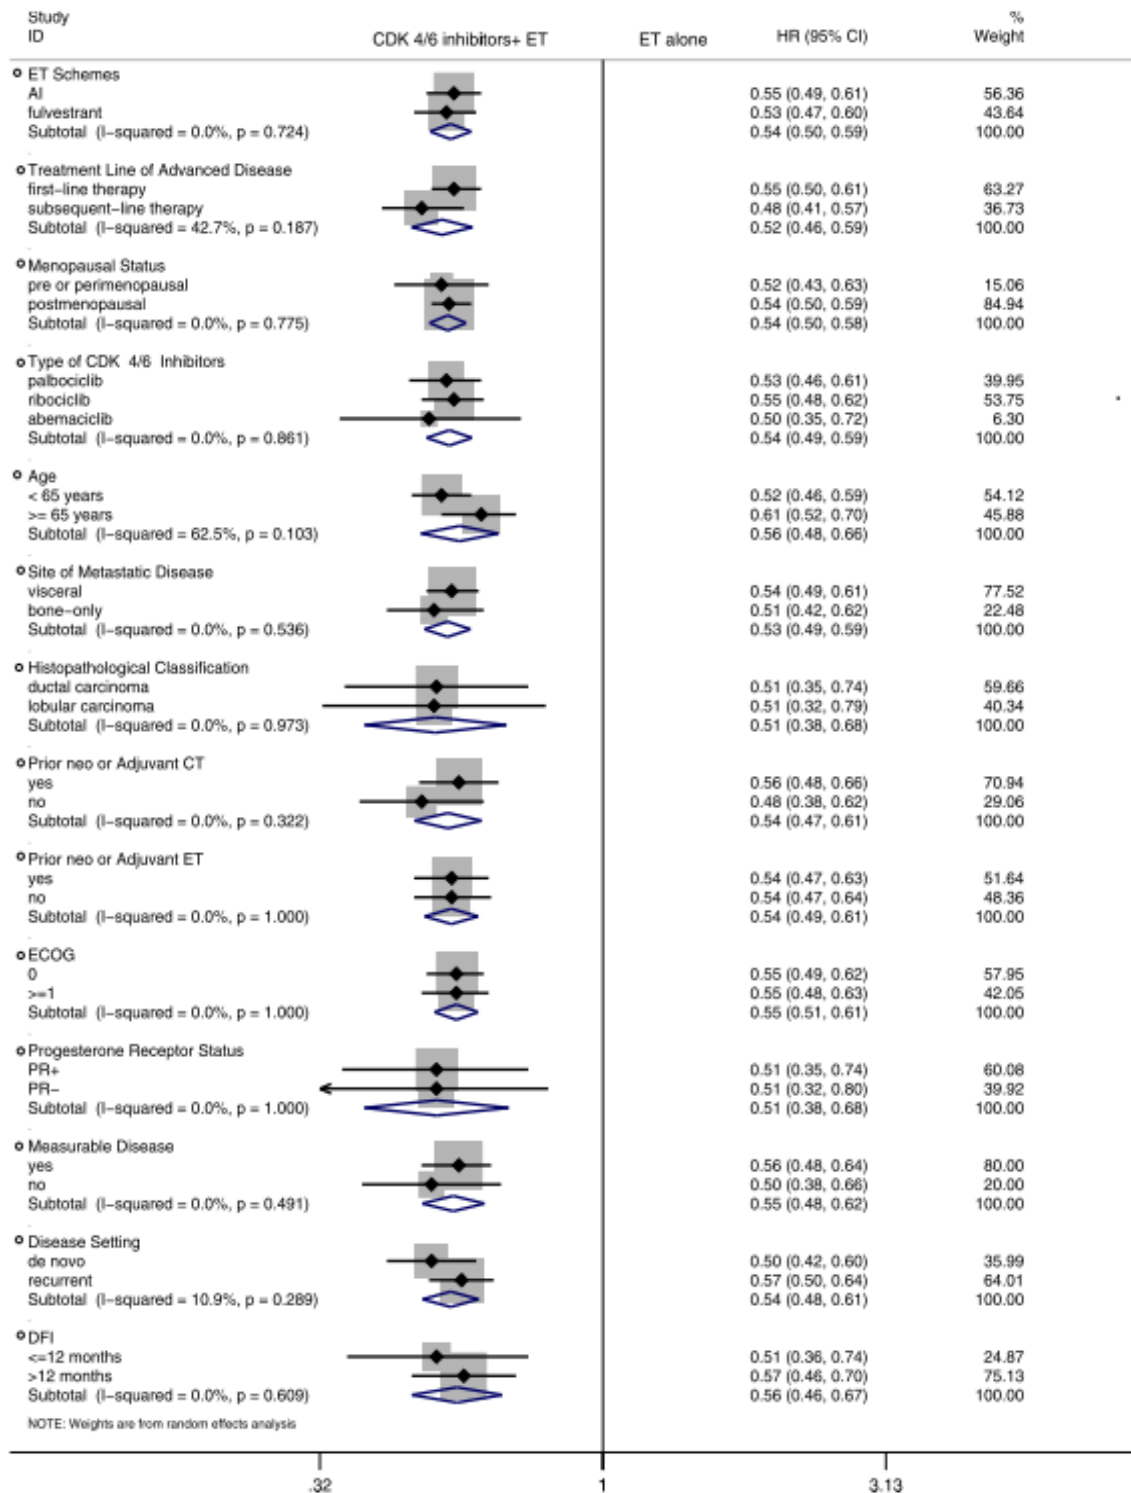 Study %
ID CDK 4/6 inhibitors+ ET ET alone HR (95% CI) Weight
ET Schemes
AI 0.55 (0.49, 0.61) 56.36
fulvestrant 0.53 (0.47, 0.60) 43.64
Subtotal (I-squared = 0.0%, p = 0.724) 0.54 (0.50, 0.59) 100.00
Treatment Line of Advanced Disease
first-line therapy 0.55 (0.50, 0.61) 63.27
subsequent-line therapy 0.48 (0.41, 0.57) 36.73
Subtotal (I-squared = 42.7%, p = 0.187) 0.52 (0.46, 0.59) 100.00
Menopausal Status
pre or perimenopausal 0.52 (0.43, 0.63) 15.06
postmenopausal 0.54 (0.50, 0.59) 84.94
Subtotal (I-squared = 0.0%, p = 0.775) 0.54 (0.50, 0.58) 100.00
Type of CDK 4/6 Inhibitors
palbociclib 0.53 (0.46, 0.61) 39.95
ribociclib 0.55 (0.48, 0.62) 53.75
abemaciclib 0.50 (0.35, 0.72) 6.30
Subtotal (I-squared = 0.0%, p = 0.861) 0.54 (0.49, 0.59) 100.00
Age
< 65 years 0.52 (0.46, 0.59) 54.12
>= 65 years 0.61 (0.52, 0.70) 45.88
Subtotal (I-squared = 62.5%, p = 0.103) 0.56 (0.48, 0.66) 100.00
Site of Metastatic Disease
visceral 0.54 (0.49, 0.61) 77.52
bone-only 0.51 (0.42, 0.62) 22.48
Subtotal (I-squared = 0.0%, p = 0.536) 0.53 (0.49, 0.59) 100.00
Histopathological Classification
ductal carcinoma 0.51 (0.35, 0.74) 59.66
lobular carcinoma 0.51 (0.32, 0.79) 40.34
Subtotal (I-squared = 0.0%, p = 0.973) 0.51 (0.38, 0.68) 100.00
Prior neo or Adjuvant CT
yes 0.56 (0.48, 0.66) 70.94
no 0.48 (0.38, 0.62) 29.06
Subtotal (I-squared = 0.0%, p = 0.322) 0.54 (0.47, 0.61) 100.00
Prior neo or Adjuvant ET
yes 0.54 (0.47, 0.63) 51.64
no 0.54 (0.47, 0.64) 48.36
Subtotal (I-squared = 0.0%, p = 1.000) 0.54 (0.49, 0.61) 100.00
ECOG
0 0.55 (0.49, 0.62) 57.95
>=1 0.55 (0.48, 0.63) 42.05
Subtotal (I-squared = 0.0%, p = 1.000) 0.55 (0.51, 0.61) 100.00
Progesterone Receptor Status
PR+ 0.51 (0.35, 0.74) 60.08
PR- 0.51 (0.32, 0.80) 39.92
Subtotal (I-squared = 0.0%, p = 1.000) 0.51 (0.38, 0.68) 100.00
Measurable Disease
yes 0.56 (0.48, 0.64) 80.00
no 0.50 (0.38, 0.66) 20.00
Subtotal (I-squared = 0.0%, p = 0.491) 0.55 (0.48, 0.62) 100.00
Disease Setting
de novo 0.50 (0.42, 0.60) 35.99
recurrent 0.57 (0.50, 0.64) 64.01
Subtotal (I-squared = 10.9%, p = 0.289) 0.54 (0.48, 0.61) 100.00
DFI
<=12 months 0.51 (0.36, 0.74) 24.87
>12 months 0.57 (0.46, 0.70) 75.13
Subtotal (I-squared = 0.0%, p = 0.609) 0.56 (0.46, 0.67) 100.00
NOTE: Weights are from random effects analysis
.32 1 3.13